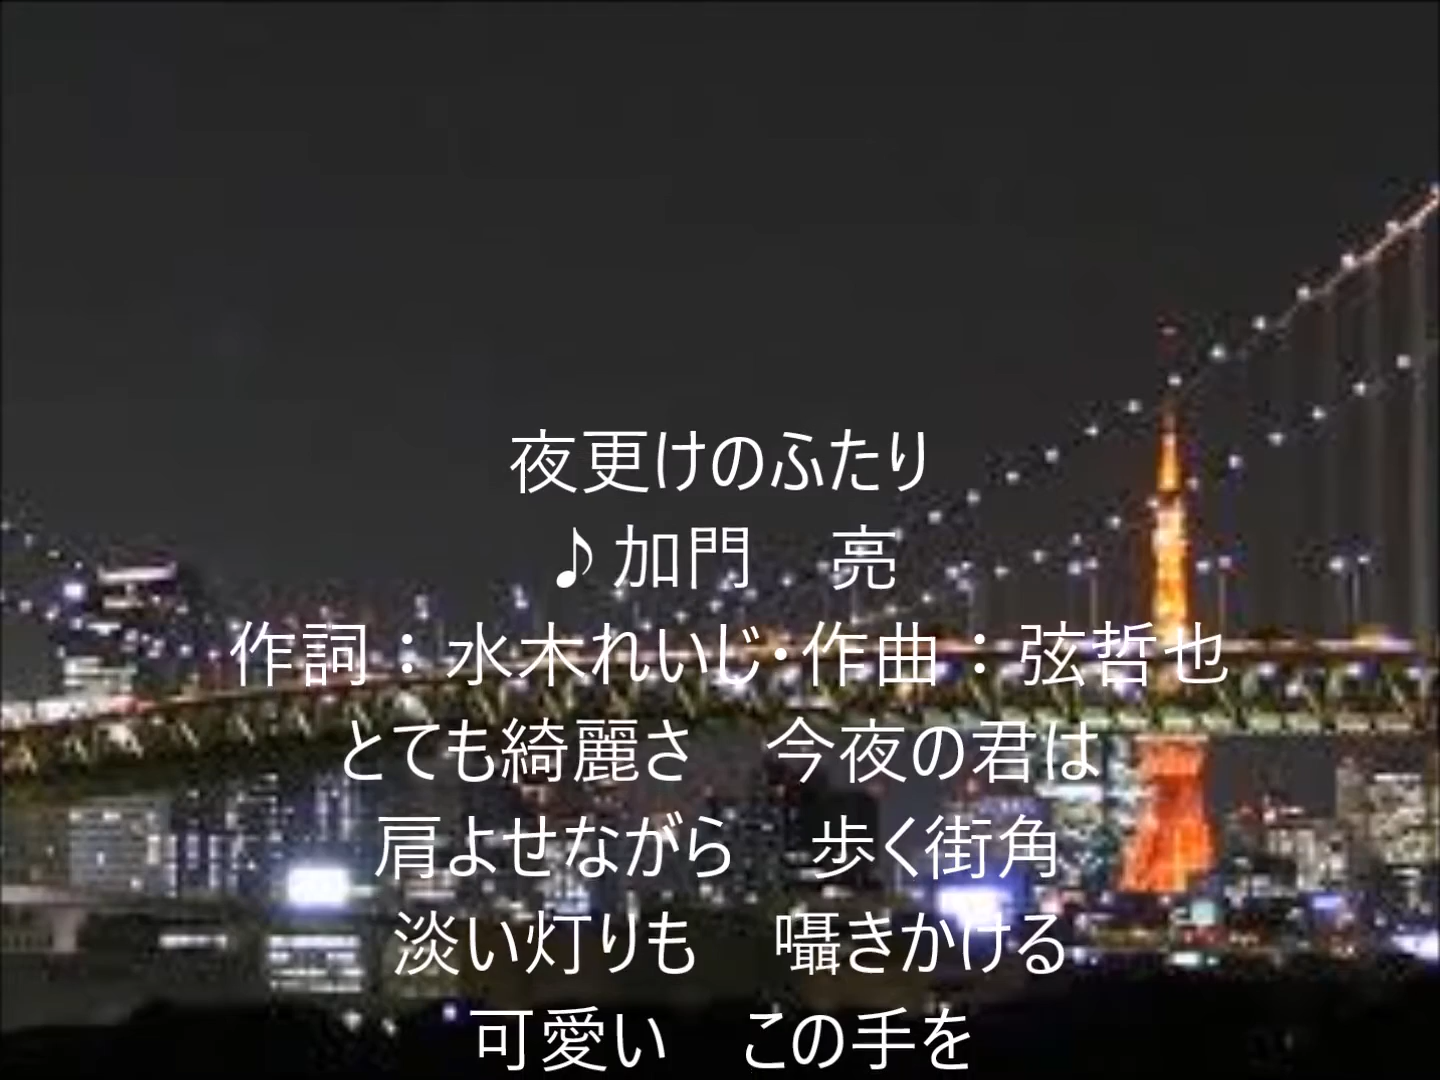 夜更けのふたり
♪加門　亮
作詞：水木れいじ・作曲：弦哲也
とても綺麗さ　今夜の君は
肩よせながら　歩く街角
淡い灯りも　囁きかける
可愛い　この手を